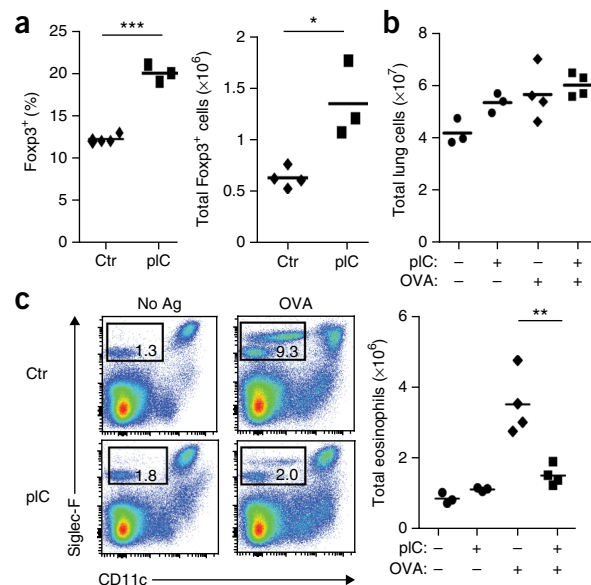 a
***
25
20
15
10
5
0
Foxp3+ (%)
Ctr
pIC
*
2
1.5
1
0.5
0
Total Foxp3+ cells (×10⁶)
Ctr
pIC
b
8
6
4
2
0
Total lung cells (×10⁷)
pIC: – + – +
OVA: – – + +
c
No Ag
OVA
Ctr
1.3
9.3
pIC
1.8
2.0
Siglec-F
CD11c
**
6
4
2
0
Total eosinophils (×10⁶)
pIC: – + – +
OVA: – – + +